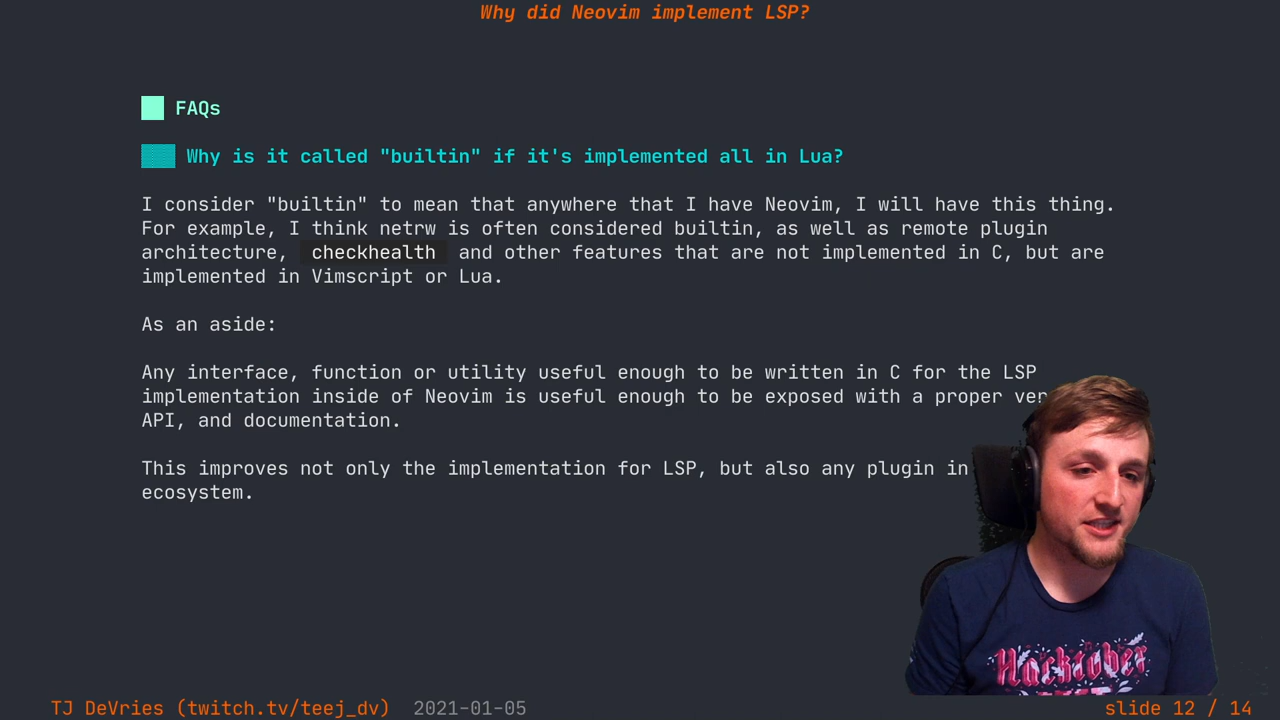 Why did Neovim implement LSP?
FAQs
Why is it called "builtin" if it's implemented all in Lua?
I consider "builtin" to mean that anywhere that I have Neovim, I will have this thing.
For example, I think netrw is often considered builtin, as well as remote plugin
architecture, checkhealth and other features that are not implemented in C, but are
implemented in Vimscript or Lua.
As an aside:
Any interface, function or utility useful enough to be written in C for the LSP
implementation inside of Neovim is useful enough to be exposed with a proper
API, and documentation.
This improves not only the implementation for LSP, but also any plugin in
ecosystem.
Hacktober
TJ DeVries (twitch.tv/teej_dv) 2021-01-05
slide 12 / 14